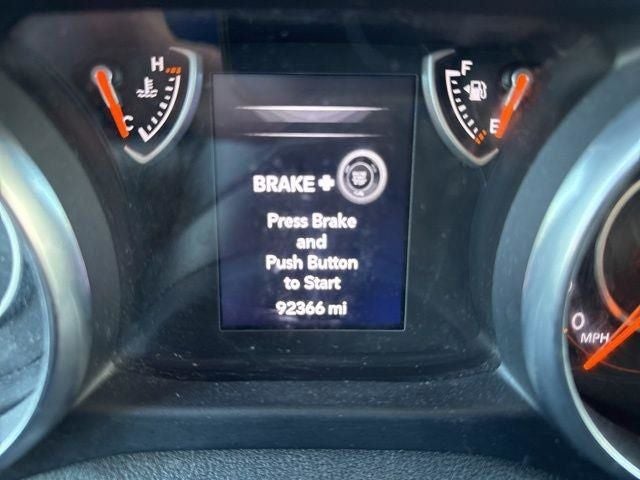 H
C
F
E
BRAKE +
Press Brake
and
Push Button
to Start
92366 mi
0
MPH